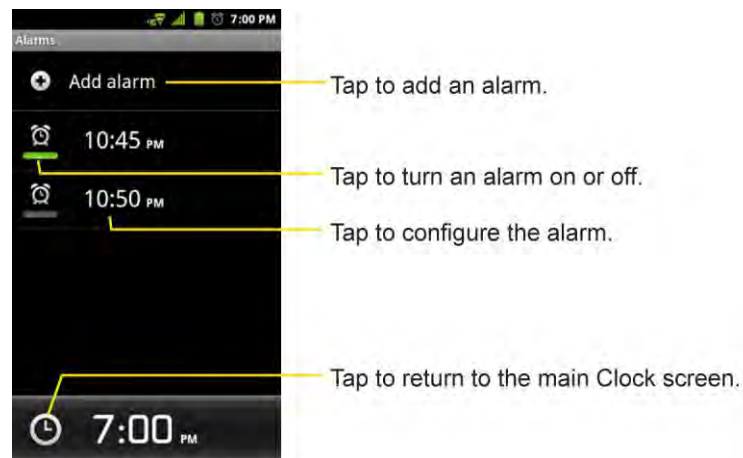 7:00 PM
Alarms
Add alarm
Tap to add an alarm.
10:45 PM
Tap to turn an alarm on or off.
10:50 PM
Tap to configure the alarm.
Tap to return to the main Clock screen.
7:00 PM